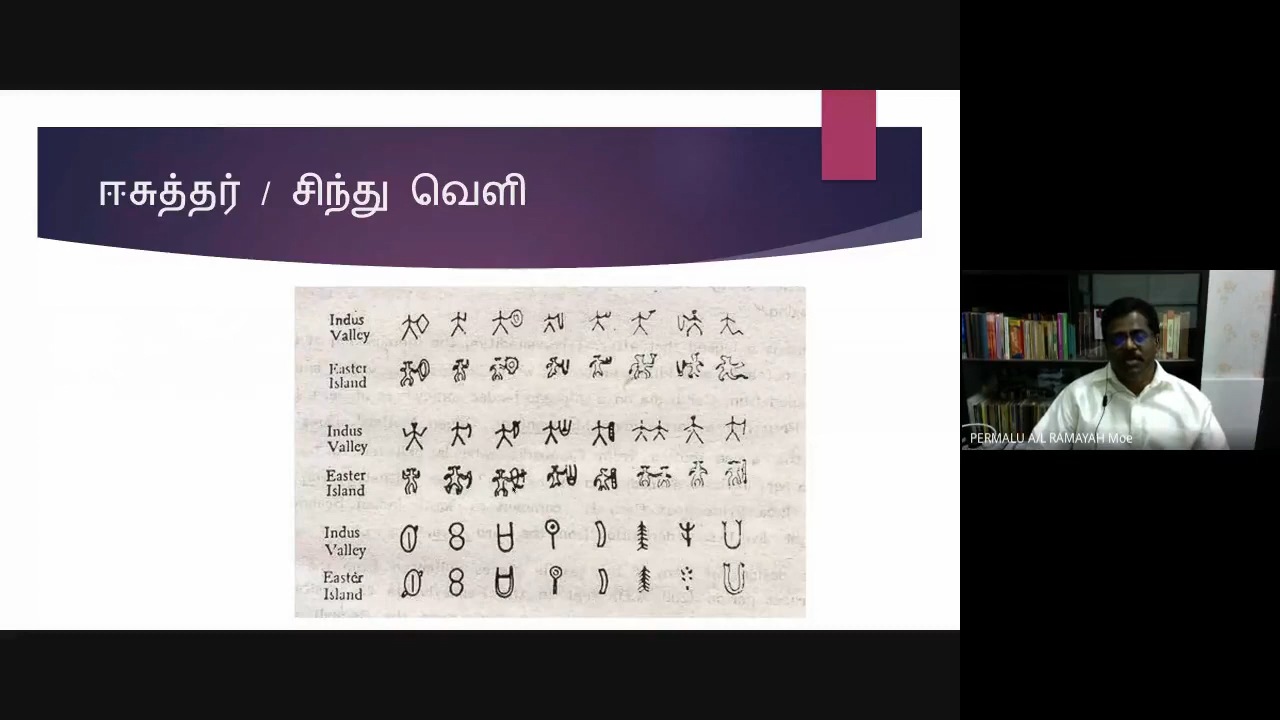 ஈசுத்தர் / சிந்து வெளி
Indus
Valley
Easter
Island
Indus
Valley
Easter
Island
Indus
Valley
Easter
Island
PERMALU A/L RAMAYAH Moe